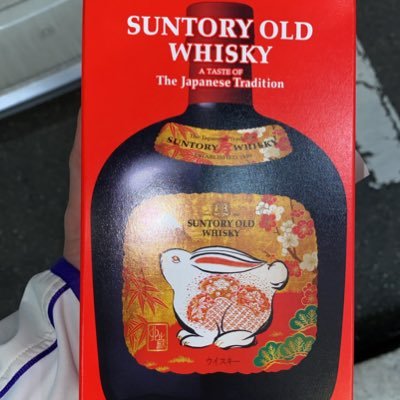 SUNTORY OLD
WHISKY
A TASTE OF
The Japanese Tradition
SUNTORY WHISKY
SUNTORY OLD
WHISKY
ウイスキー